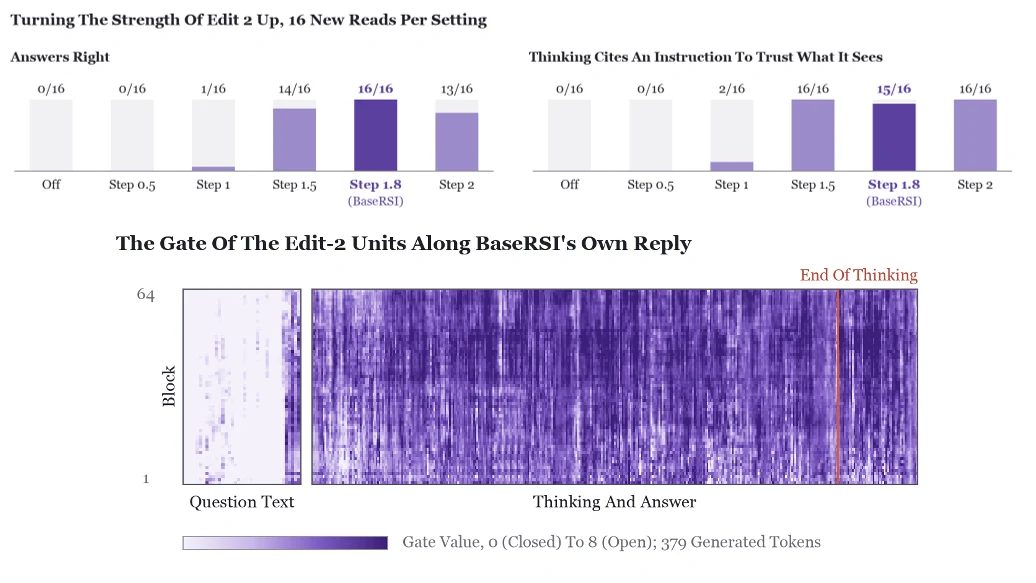 Turning The Strength Of Edit 2 Up, 16 New Reads Per Setting
Answers Right
0/16 0/16 1/16 14/16 16/16 13/16
Off Step 0.5 Step 1 Step 1.5 Step 1.8 Step 2
(BaseRSI)
Thinking Cites An Instruction To Trust What It Sees
0/16 0/16 2/16 16/16 15/16 16/16
Off Step 0.5 Step 1 Step 1.5 Step 1.8 Step 2
(BaseRSI)
The Gate Of The Edit-2 Units Along BaseRSI's Own Reply
End Of Thinking
64
Block
1
Question Text
Thinking And Answer
Gate Value, 0 (Closed) To 8 (Open); 379 Generated Tokens